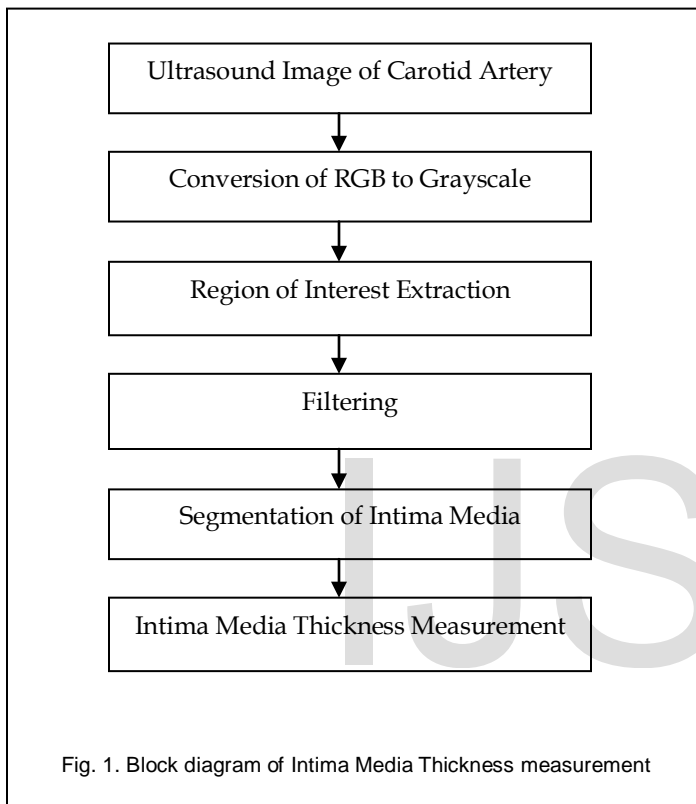 Ultrasound Image of Carotid Artery
Conversion of RGB to Grayscale
Region of Interest Extraction
Filtering
Segmentation of Intima Media
Intima Media Thickness Measurement
IJS
Fig. 1. Block diagram of Intima Media Thickness measurement